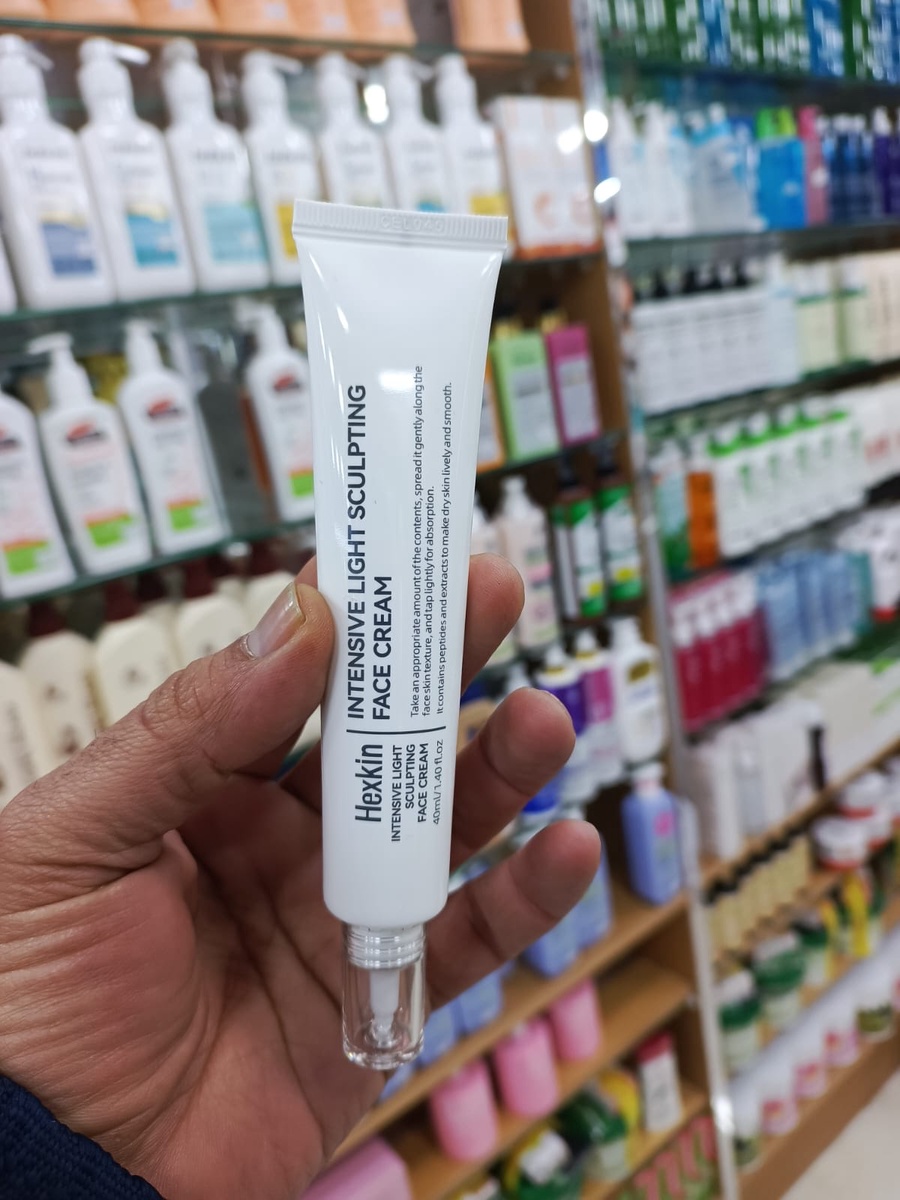 INTENSIVE LIGHT SCULPTING
FACE CREAM
Take an appropriate amount of the contents, spread it gently along the
face skin texture, and tap lightly for absorption.
It contains peptides and extracts to make dry skin lively and smooth.
Hexkin
INTENSIVE LIGHT
SCULPTING
FACE CREAM
40ml/1.40 fl.oz